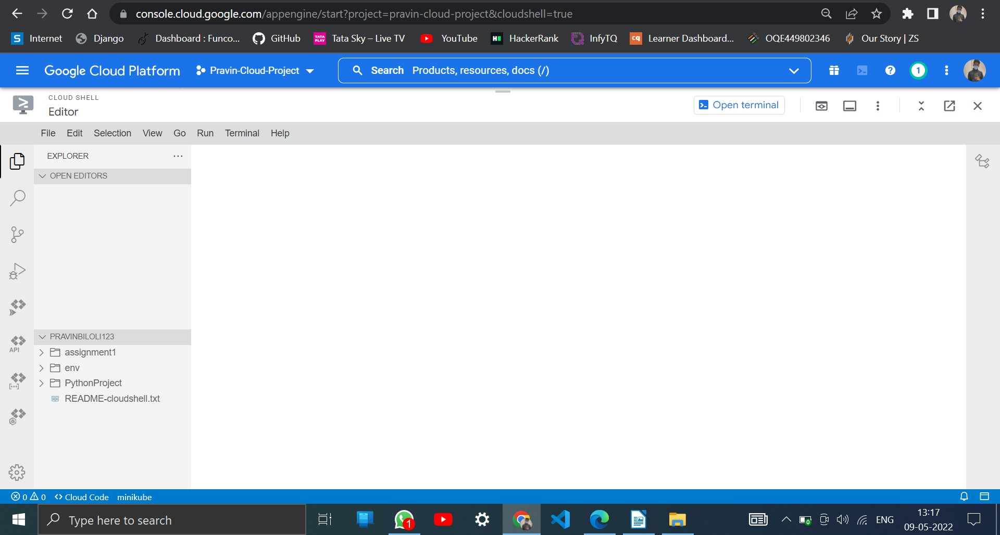 console.cloud.google.com/appengine/start?project=pravin-cloud-project&cloudshell=true
S Internet Django Dashboard : Funco... GitHub TATA PLAY Tata Sky – Live TV YouTube H HackerRank InfyTQ cq Learner Dashboard... OQE449802346 Our Story | ZS
Google Cloud Platform Pravin-Cloud-Project Search Products, resources, docs (/) ? 1
CLOUD SHELL
Editor
Open terminal
File Edit Selection View Go Run Terminal Help
EXPLORER
OPEN EDITORS
PRAVINBILOLI123
assignment1
env
PythonProject
README-cloudshell.txt
API
0 0 Cloud Code minikube
Type here to search
1
ENG
13:17
09-05-2022